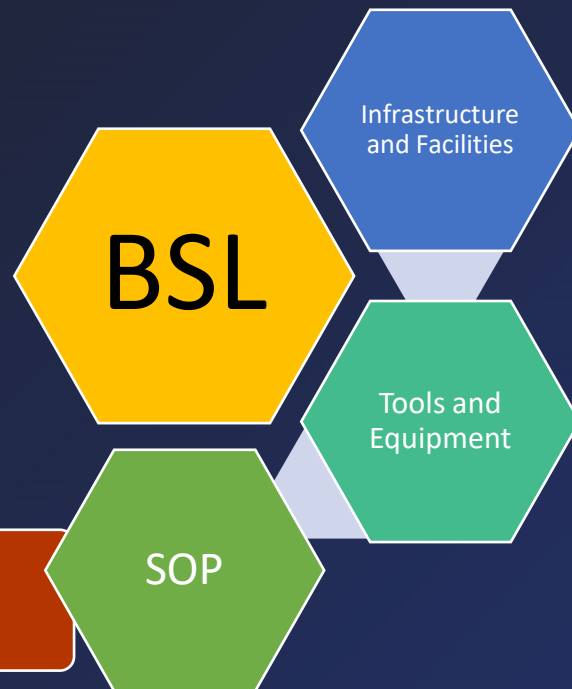 Infrastructure
and Facilities
BSL
Tools and
Equipment
SOP